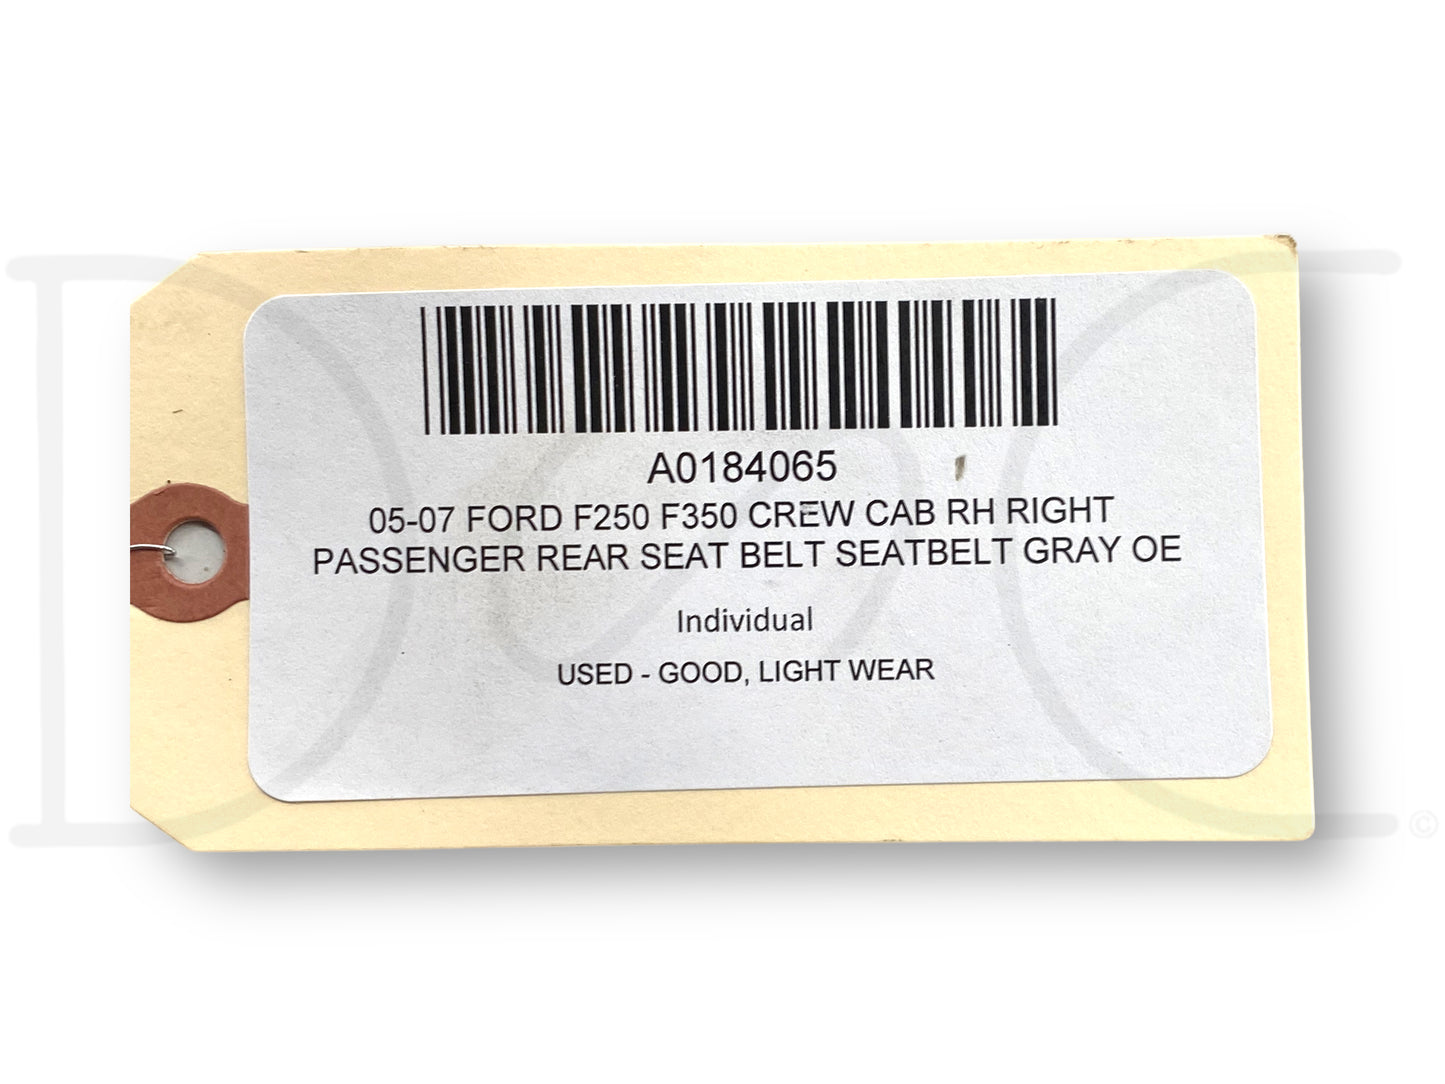 A0184065
05-07 FORD F250 F350 CREW CAB RH RIGHT
PASSENGER REAR SEAT BELT SEATBELT GRAY OE
Individual
USED - GOOD, LIGHT WEAR
©